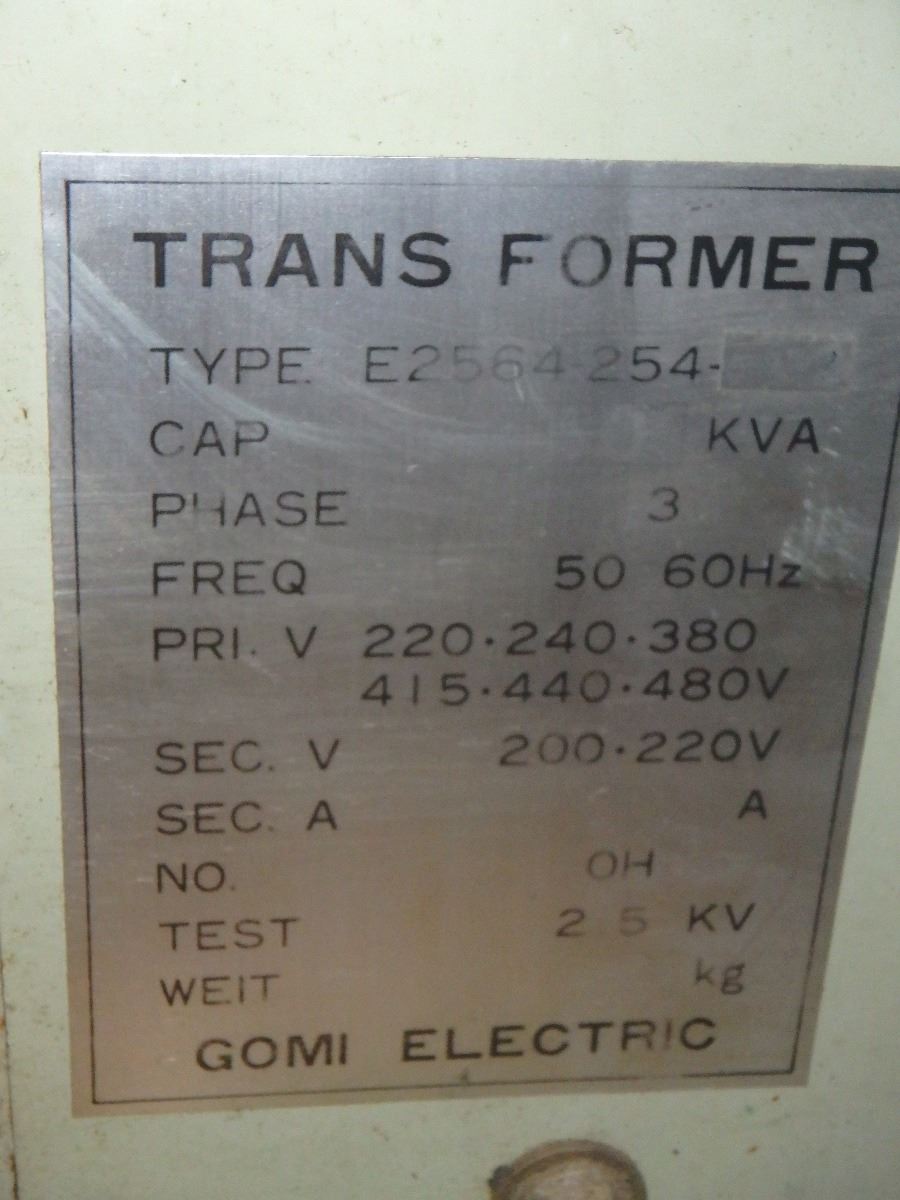 TRANS FORMER
TYPE. E2564-254-
CAP KVA
PHASE 3
FREQ 50 60Hz
PRI. V 220·240·380
415·440·480V
SEC. V 200·220V
SEC. A A
NO. OH
TEST 2.5 KV
WEIT kg
GOMI ELECTRIC